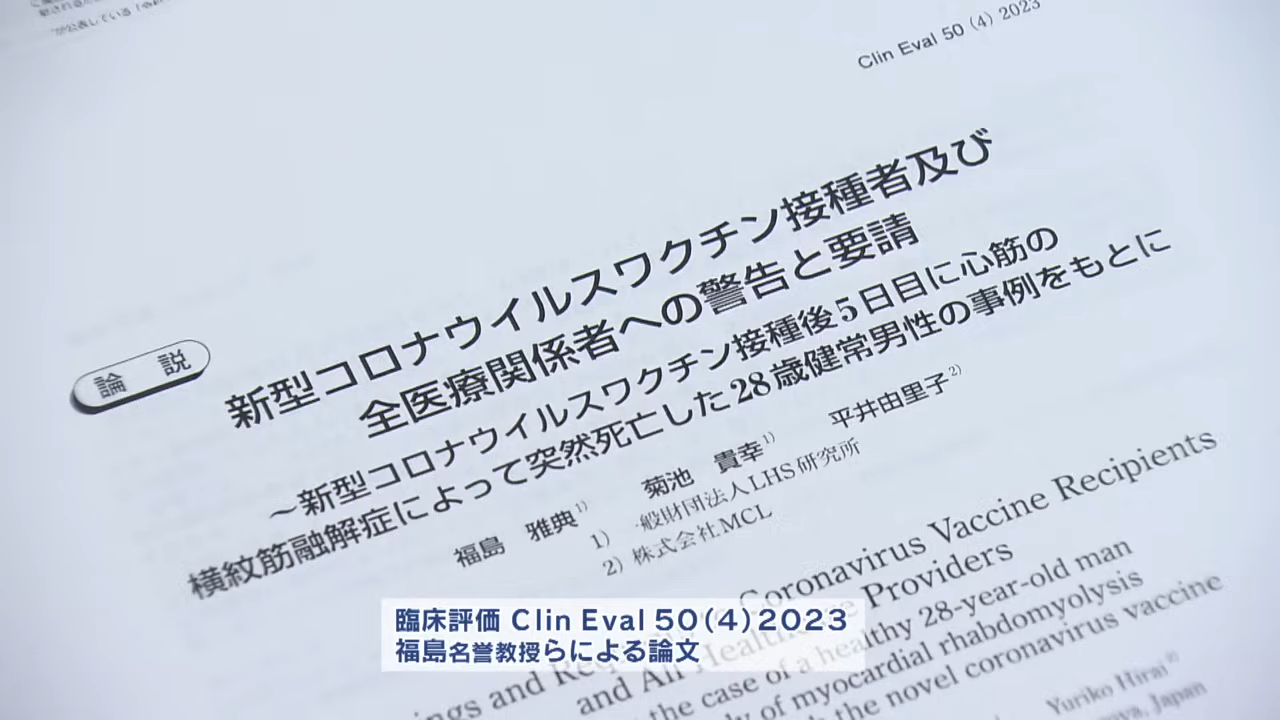 が公表している
Clin Eval 50 (4) 2023
論 説
新型コロナウイルスワクチン接種者及び
全医療関係者への警告と要請
～新型コロナウイルスワクチン接種後5日目に心筋の
横紋筋融解症によって突然死亡した28歳健常男性の事例をもとに
福島 雅典1) 菊池 貴幸1) 平井由里子2)
1) 一般財団法人LHS研究所
2) 株式会社MCL
Coronavirus Vaccine Recipients
and All Providers
the case of a healthy 28-year-old man
of myocardial rhabdomyolysis
the novel coronavirus vaccine
Yuriko Hirai2)
Japan
臨床評価 Clin Eval 50(4)2023
福島名誉教授らによる論文